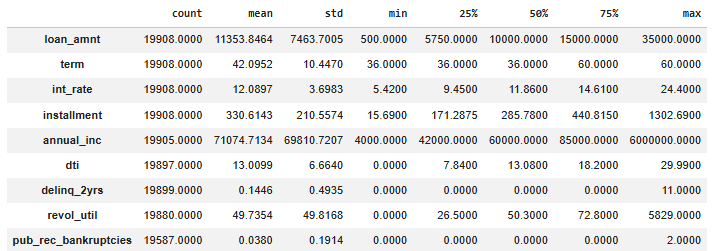 count mean std min 25% 50% 75% max
loan_amnt 19908.0000 11353.8464 7463.7005 500.0000 5750.0000 10000.0000 15000.0000 35000.0000
term 19908.0000 42.0952 10.4470 36.0000 36.0000 36.0000 60.0000 60.0000
int_rate 19908.0000 12.0897 3.6983 5.4200 9.4500 11.8600 14.6100 24.4000
installment 19908.0000 330.6143 210.5574 15.6900 171.2875 285.7800 440.8150 1302.6900
annual_inc 19905.0000 71074.7134 69810.7207 4000.0000 42000.0000 60000.0000 85000.0000 6000000.0000
dti 19897.0000 13.0099 6.6640 0.0000 7.8400 13.0800 18.2000 29.9900
delinq_2yrs 19899.0000 0.1446 0.4935 0.0000 0.0000 0.0000 0.0000 11.0000
revol_util 19880.0000 49.7354 49.8168 0.0000 26.5000 50.3000 72.8000 5829.0000
pub_rec_bankruptcies 19587.0000 0.0380 0.1914 0.0000 0.0000 0.0000 0.0000 2.0000